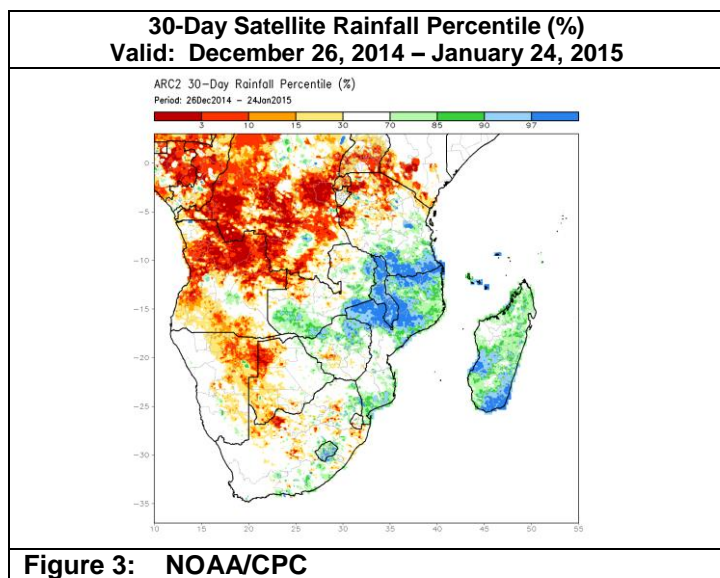 30-Day Satellite Rainfall Percentile (%)
Valid: December 26, 2014 – January 24, 2015
ARC2 30-Day Rainfall Percentile (%)
Period: 26Dec2014 – 24Jan2015
3 10 15 30 70 85 90 97
0
-5
-10
-15
-20
-25
-30
-35
10 15 20 25 30 35 40 45 50 55
Figure 3: NOAA/CPC